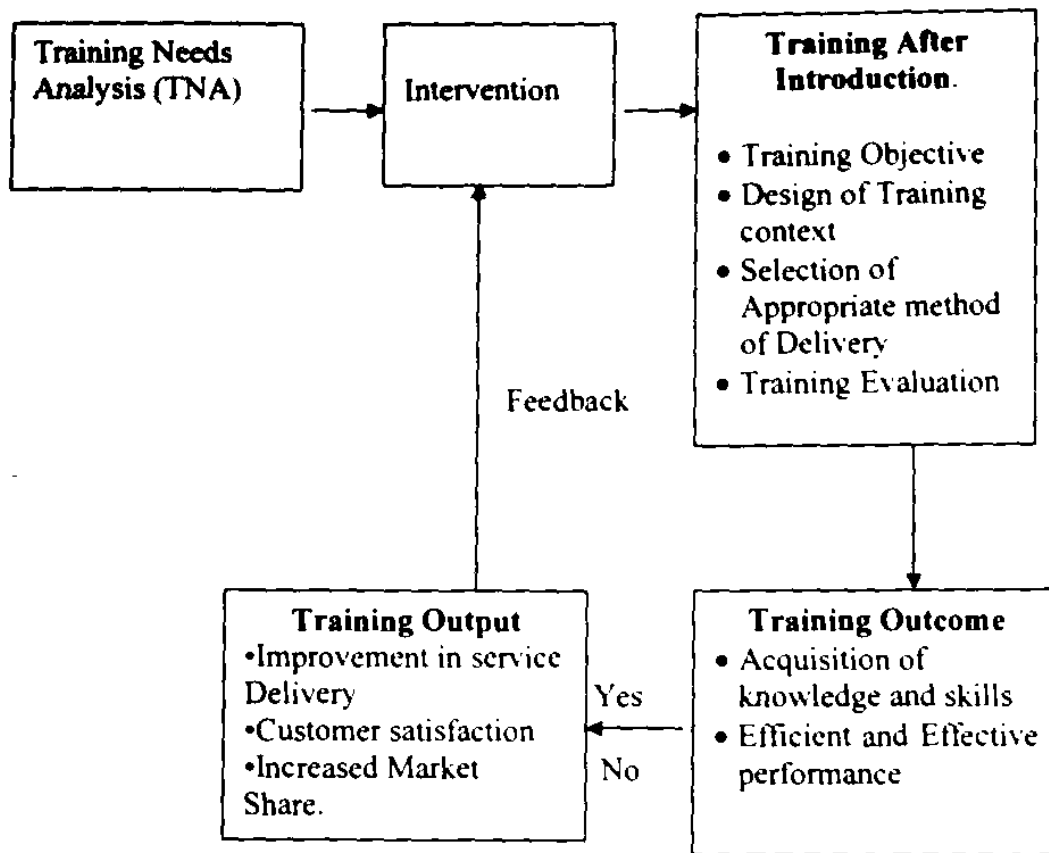 Training Needs
Analysis (TNA)
Intervention
Training After
Introduction.
• Training Objective
• Design of Training
context
• Selection of
Appropriate method
of Delivery
• Training Evaluation
Feedback
Training Output
•Improvement in service
Delivery
•Customer satisfaction
•Increased Market
Share.
Yes
No
Training Outcome
• Acquisition of
knowledge and skills
• Efficient and Effective
performance